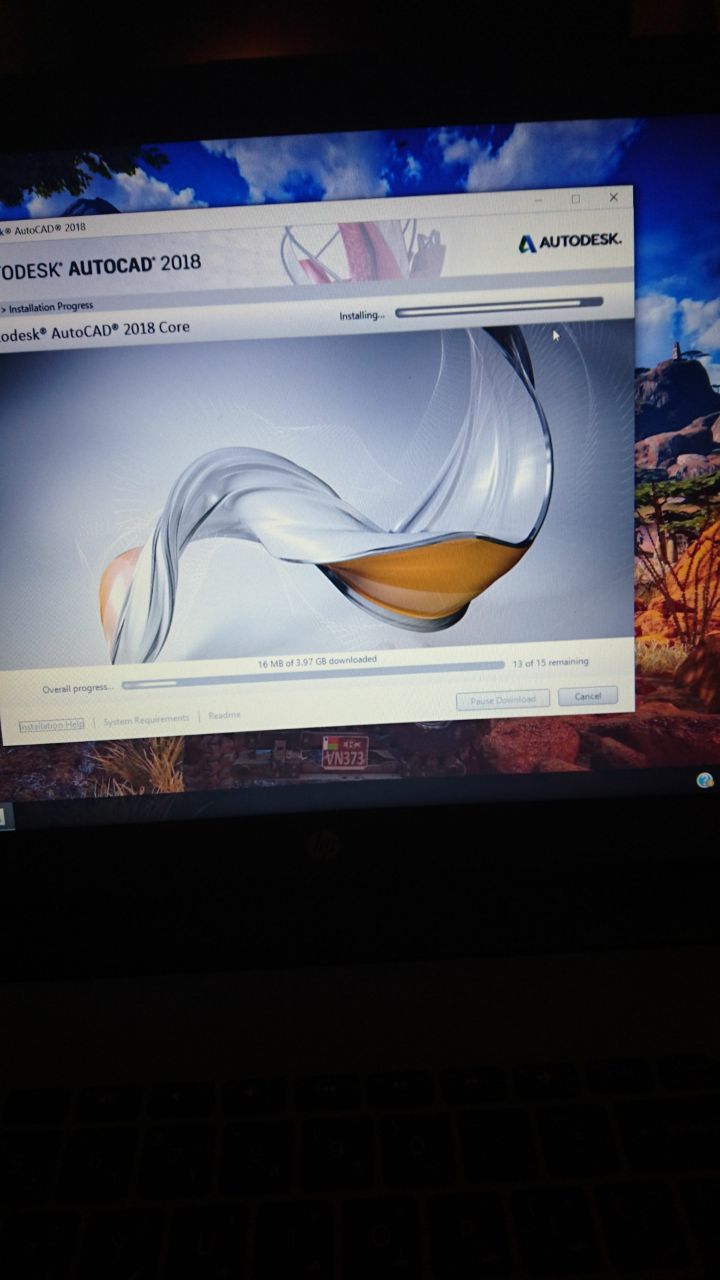 k® AutoCAD® 2018
ODESK® AUTOCAD® 2018
AUTODESK.
> Installation Progress
odesk® AutoCAD® 2018 Core
Installing...
16 MB of 3.97 GB downloaded
13 of 15 remaining
Overall progress...
Pause Download
Cancel
Installation Help
System Requirements
Readme
VN373
hp